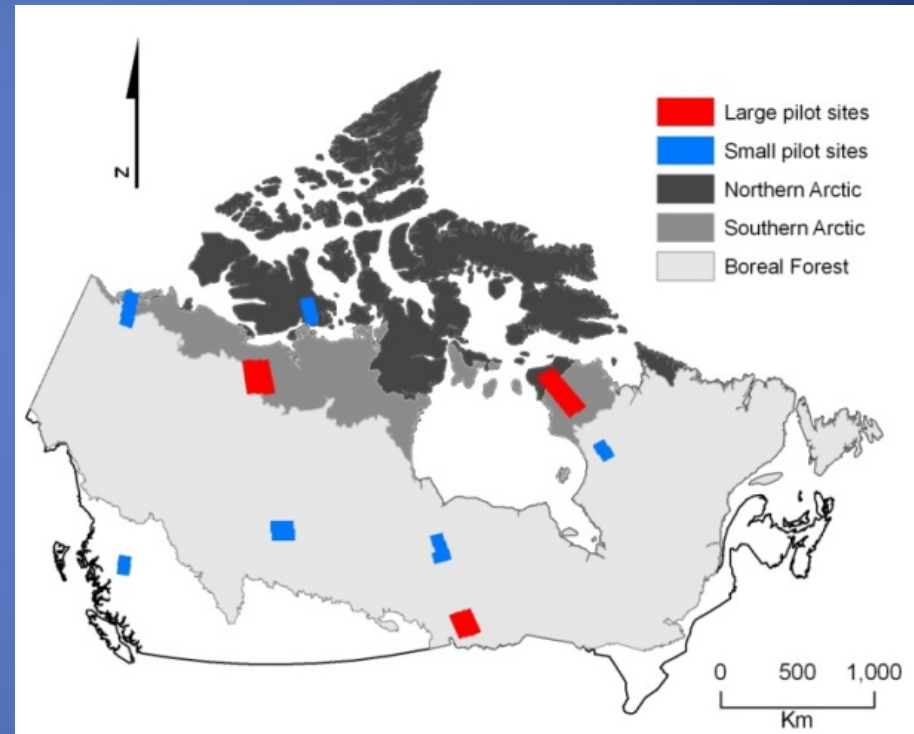 N
Large pilot sites
Small pilot sites
Northern Arctic
Southern Arctic
Boreal Forest
0 500 1,000
Km